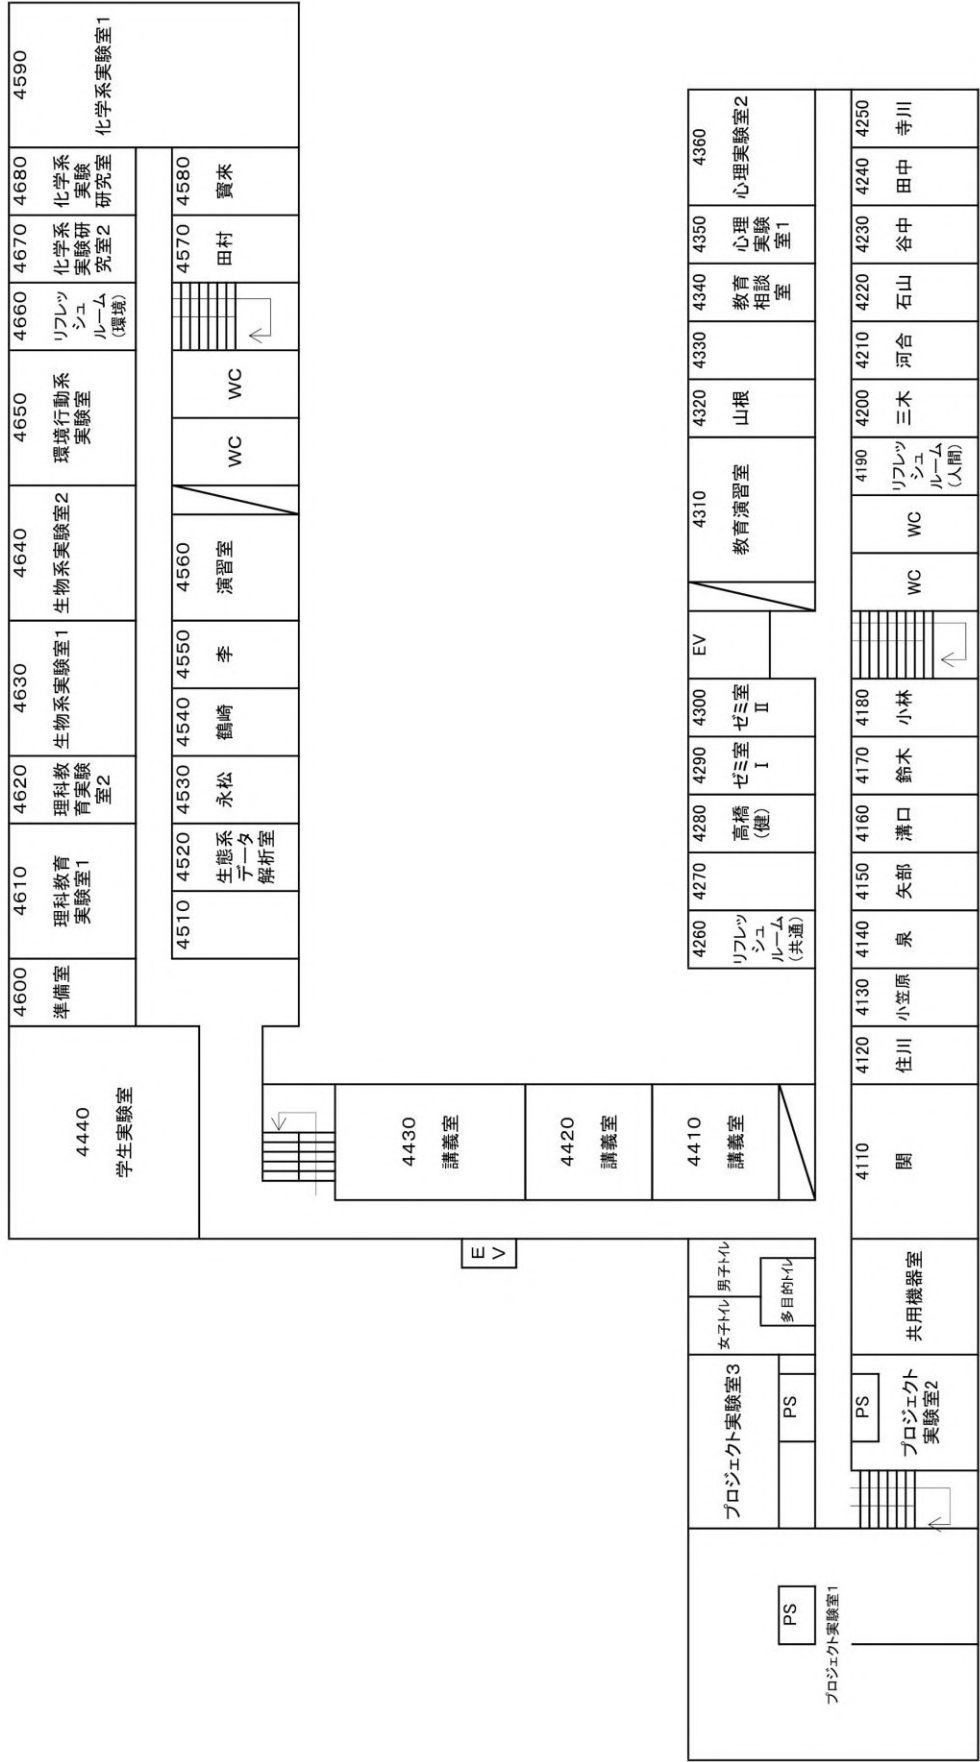 4440
学生実験室
4600
準備室
4610
理科教育
実験室1
4620
理科教
育実験
室2
4630
生物系実験室1
4640
生物系実験室2
4650
環境行動系
実験室
4660
リフレッ
シュ
ルーム
(環境)
4670
化学系
実験研
究室2
4680
化学系
実験
研究室
4590
化学系実験室1
4510
4520
生態系
データ
解析室
4530
永松
4540
鶴崎
4550
李
4560
演習室
WC
WC
4570
田村
4580
寳來
4430
講義室
4420
講義室
4410
講義室
E
V
女子トイレ
男子トイレ
多目的トイレ
プロジェクト実験室3
PS
PS
プロジェクト実験室1
4260
リフレッ
シュ
ルーム
(共通)
4270
4280
高橋
(健)
4290
ゼミ室
Ⅰ
4300
ゼミ室
Ⅱ
EV
4310
教育演習室
4320
山根
4330
4340
教育
相談
室
4350
心理
実験
室1
4360
心理実験室2
PS
プロジェクト
実験室2
共用機器室
4110
関
4120
住川
4130
小笠原
4140
泉
4150
矢部
4160
溝口
4170
鈴木
4180
小林
WC
WC
4190
リフレッ
シュ
ルーム
(人間)
4200
三木
4210
河合
4220
石山
4230
谷中
4240
田中
4250
寺川